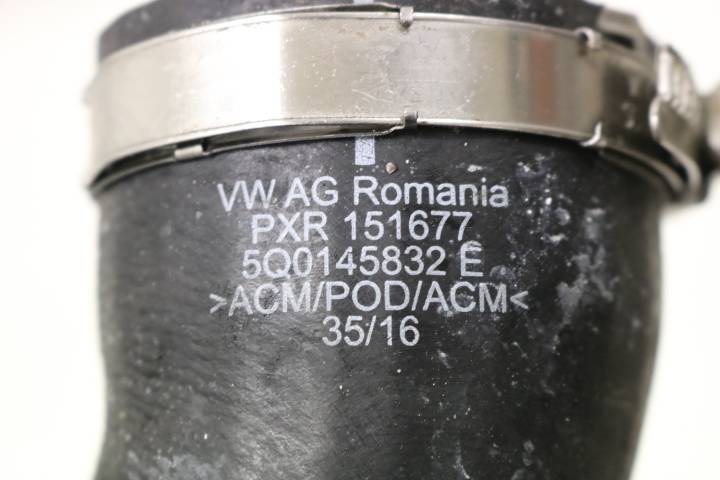 VW AG Romania
PXR 151677
5Q0145832 E
>ACM/POD/ACM<
35/16